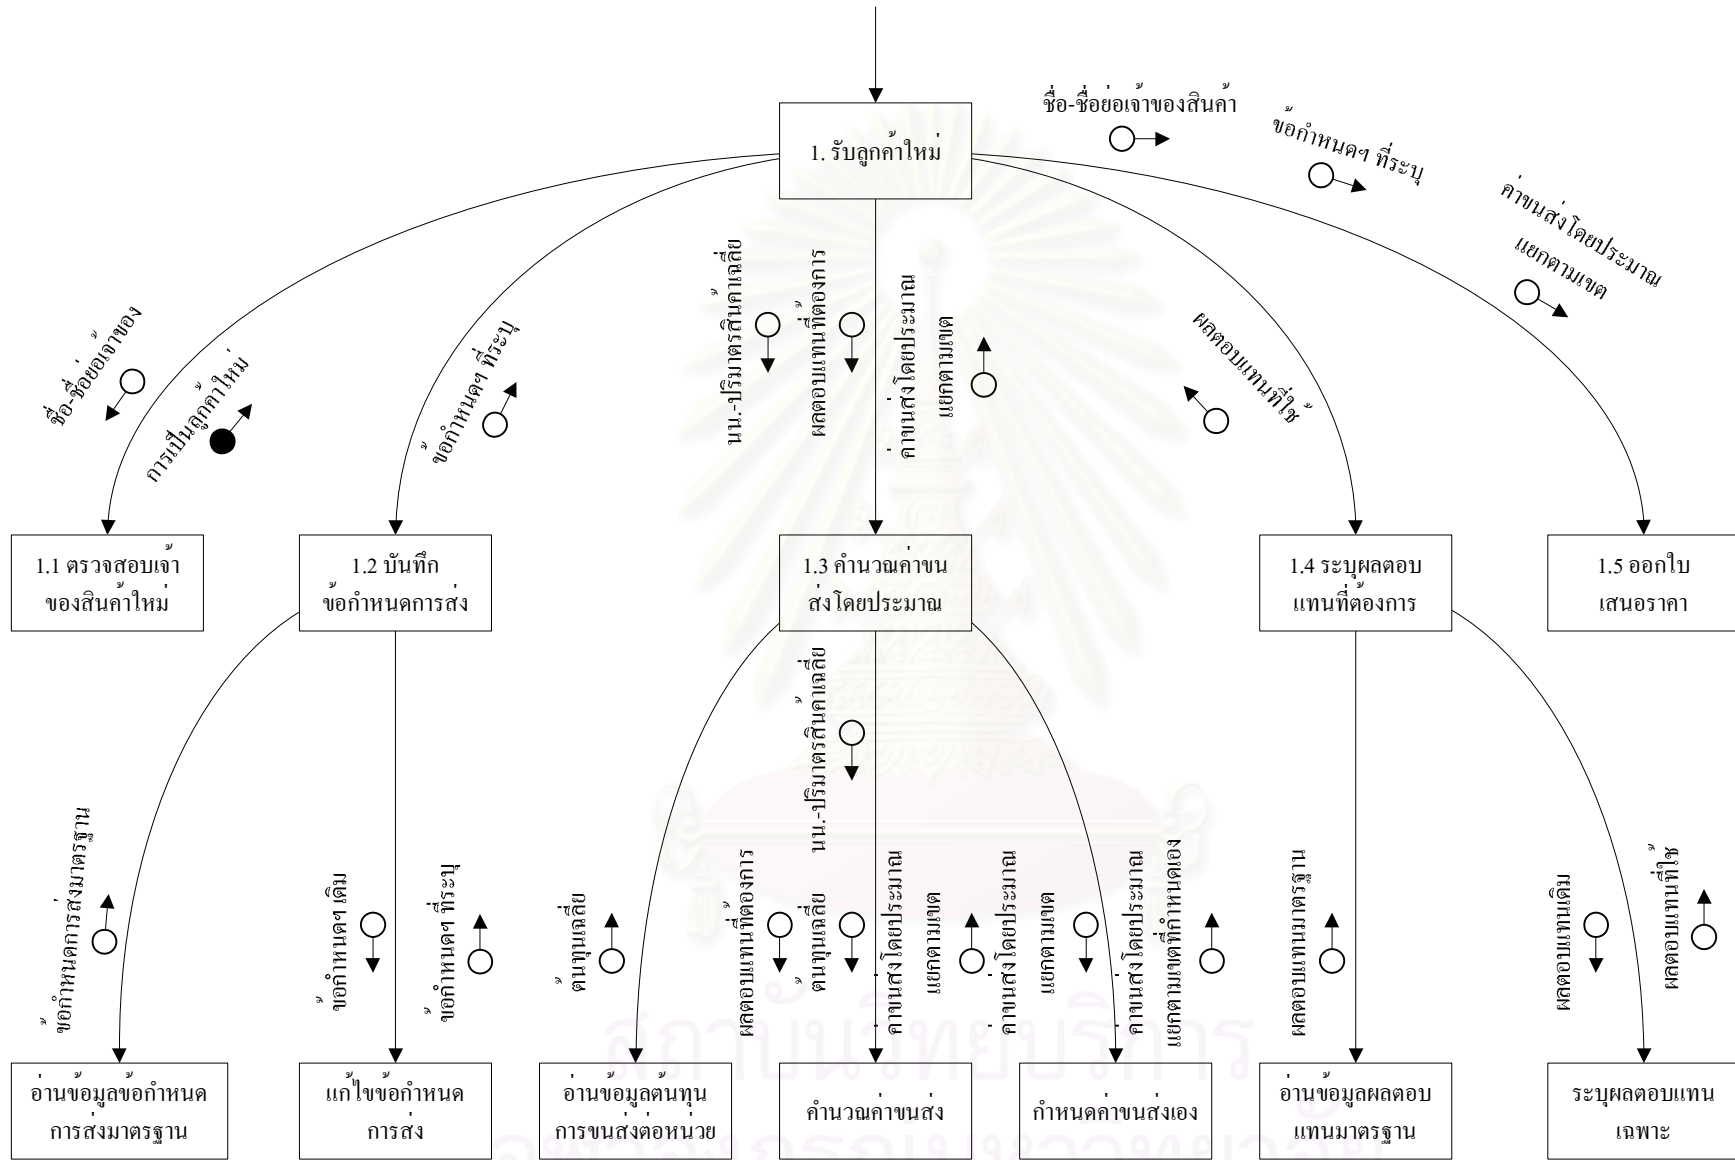 ชื่อ-ชื่อย่อเจ้าของสินค้า
1. รับลูกค้าใหม่
ข้อกำหนดฯ ที่ระบุ
ค่าขนส่งโดยประมาณ
แยกตามเขต
ชื่อ-ชื่อย่อเจ้าของ
การเป็นลูกค้าใหม่
ข้อกำหนดฯ ที่ระบุ
นน.-ปริมาตรสินค้าเฉลี่ย
ผลตอบแทนที่ต้องการ
ค่าขนส่งโดยประมาณ
แยกตามเขต
ผลตอบแทนที่ใช้
1.1 ตรวจสอบเจ้า
ของสินค้าใหม่
1.2 บันทึก
ข้อกำหนดการส่ง
1.3 คำนวณค่าขน
ส่งโดยประมาณ
1.4 ระบุผลตอบ
แทนที่ต้องการ
1.5 ออกใบ
เสนอราคา
ข้อกำหนดการส่งมาตรฐาน
ข้อกำหนดฯ เดิม
ข้อกำหนดฯ ที่ระบุ
ต้นทุนเฉลี่ย
ผลตอบแทนที่ต้องการ
นน.-ปริมาตรสินค้าเฉลี่ย
ต้นทุนเฉลี่ย
ค่าขนส่งโดยประมาณ
แยกตามเขต
ค่าขนส่งโดยประมาณ
แยกตามเขต
ค่าขนส่งโดยประมาณ
แยกตามเขตที่กำหนดเอง
ผลตอบแทนมาตรฐาน
ผลตอบแทนเดิม
ผลตอบแทนที่ใช้
อ่านข้อมูลข้อกำหนด
การส่งมาตรฐาน
แก้ไขข้อกำหนด
การส่ง
อ่านข้อมูลต้นทุน
การขนส่งต่อหน่วย
คำนวณค่าขนส่ง
กำหนดค่าขนส่งเอง
อ่านข้อมูลผลตอบ
แทนมาตรฐาน
ระบุผลตอบแทน
เฉพาะ
สถาบันวิทยบริการ
จุฬาลงกรณ์มหาวิทยาลัย